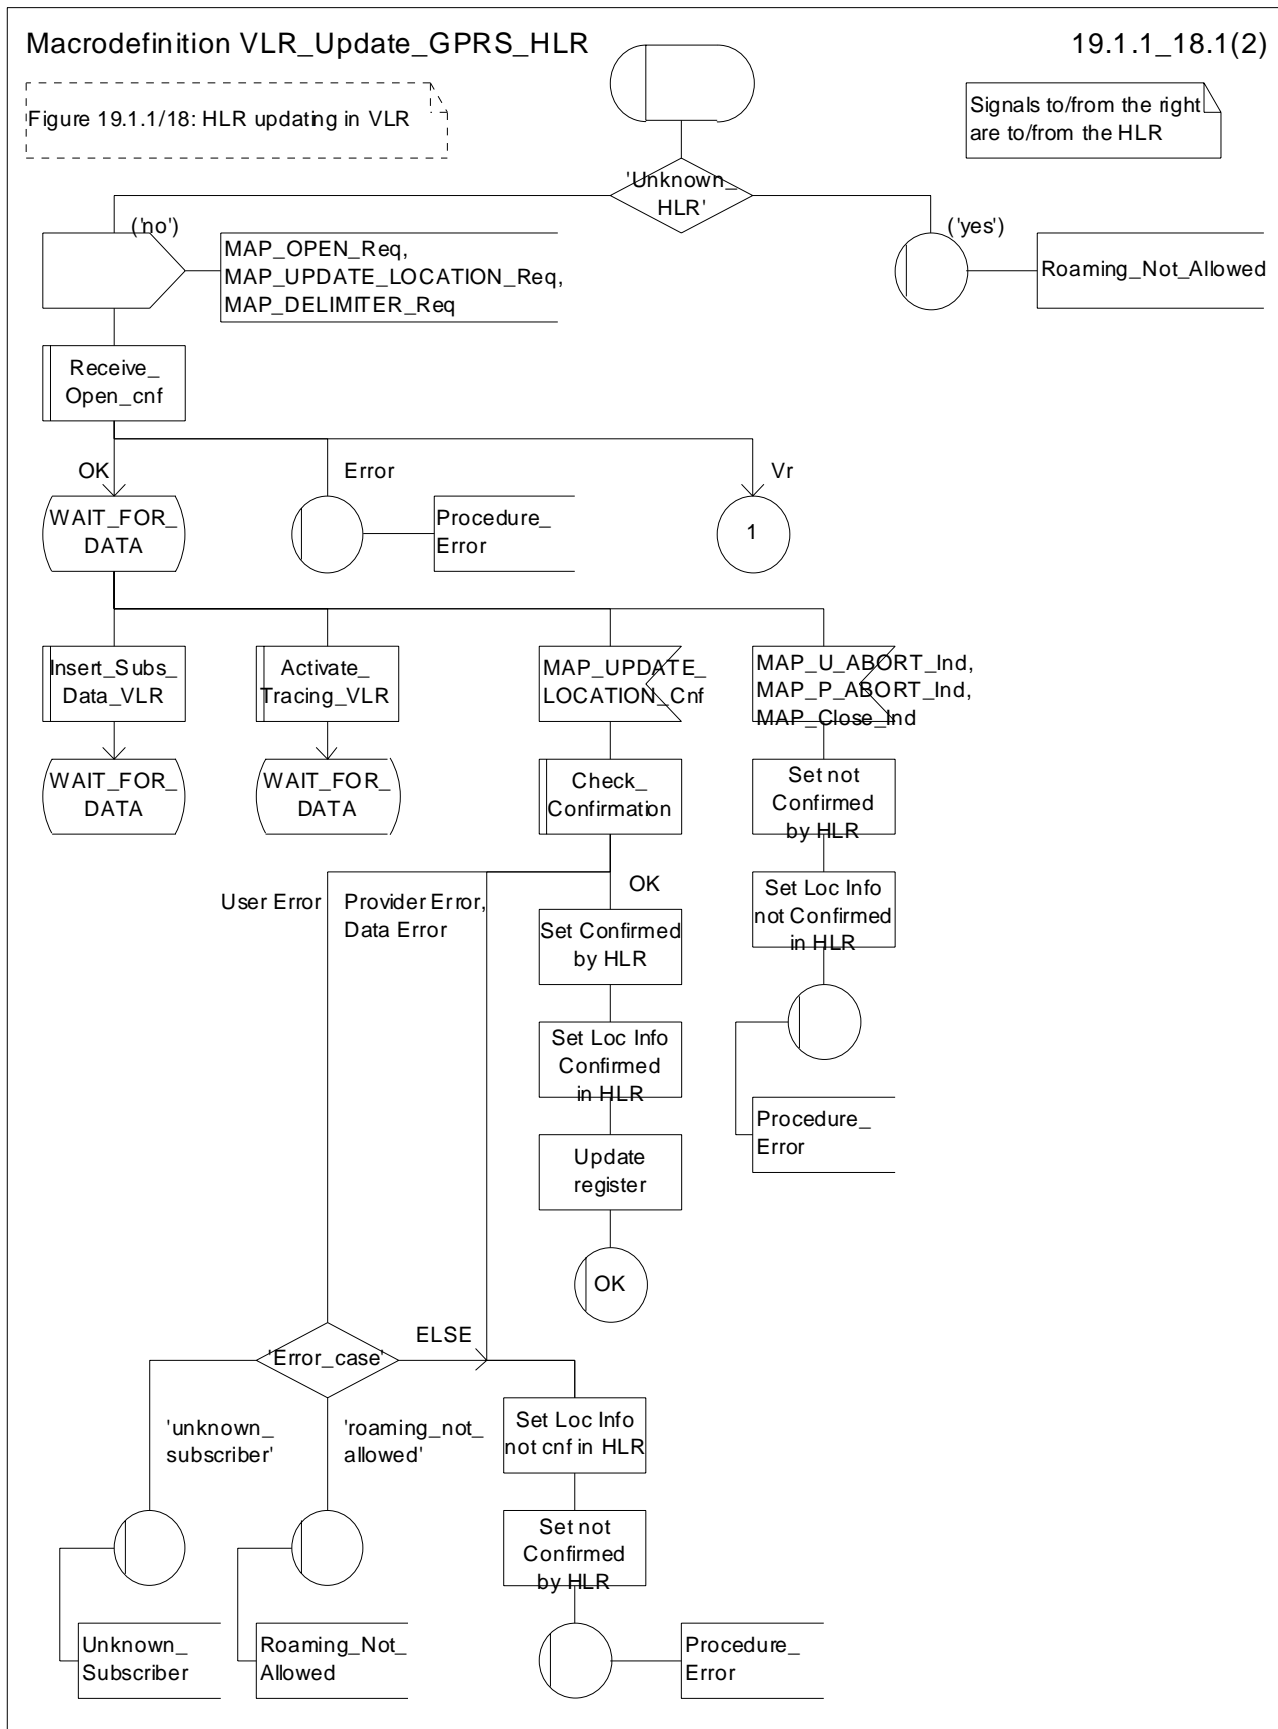 Macrodefinition VLR_Update_GPRS_HLR
19.1.1_18.1(2)
Figure 19.1.1/18: HLR updating in VLR
Signals to/from the right
are to/from the HLR
'Unknown_
HLR'
('no')
('yes')
MAP_OPEN_Req,
MAP_UPDATE_LOCATION_Req,
MAP_DELIMITER_Req
Roaming_Not_Allowed
Receive_
Open_cnf
OK
Error
Vr
WAIT_FOR_
DATA
Procedure_
Error
1
Insert_Subs_
Data_VLR
Activate_
Tracing_VLR
MAP_UPDATE_
LOCATION_Cnf
MAP_U_ABORT_Ind,
MAP_P_ABORT_Ind,
MAP_Close_Ind
WAIT_FOR_
DATA
WAIT_FOR_
DATA
Check_
Confirmation
Set not
Confirmed
by HLR
User Error
Provider Error,
Data Error
OK
Set Confirmed
by HLR
Set Loc Info
not Confirmed
in HLR
Set Loc Info
Confirmed
in HLR
Procedure_
Error
Update
register
OK
ELSE
'Error_case'
'unknown_
subscriber'
'roaming_not_
allowed'
Set Loc Info
not cnf in HLR
Set not
Confirmed
by HLR
Unknown_
Subscriber
Roaming_Not_
Allowed
Procedure_
Error